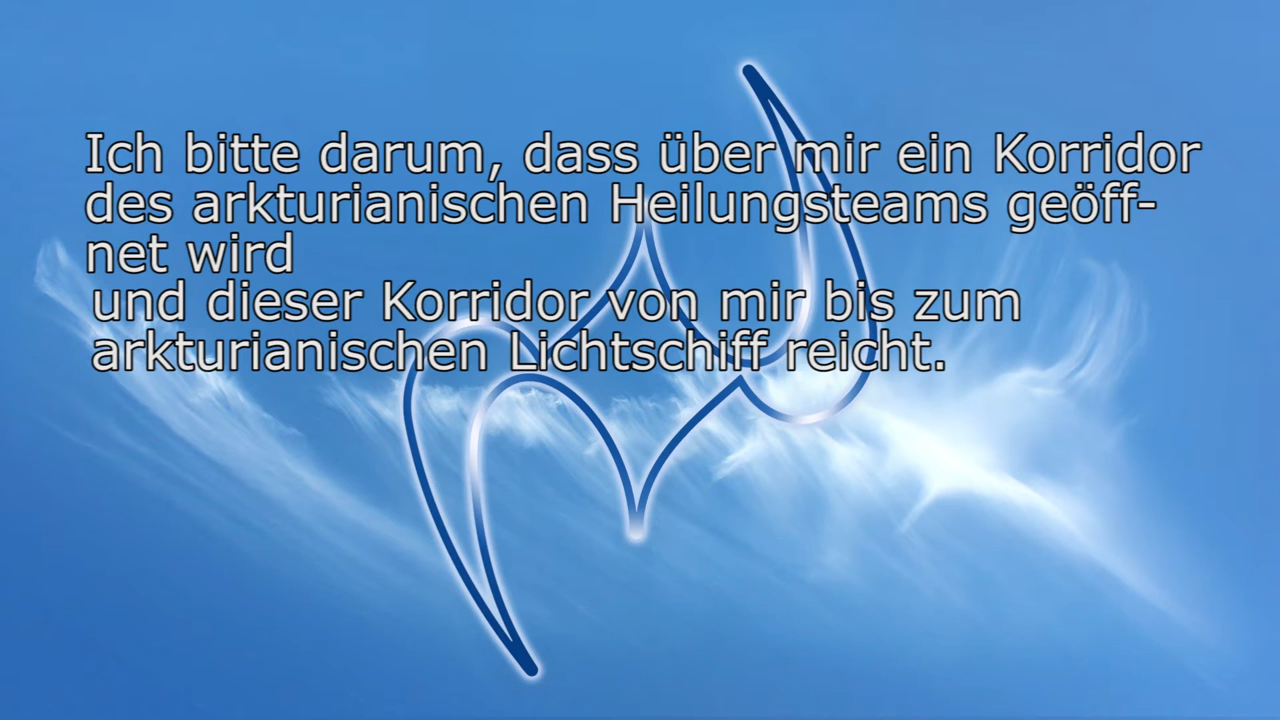 Ich bitte darum, dass über mir ein Korridor
des arkturianischen Heilungsteams geöff-
net wird
und dieser Korridor von mir bis zum
arkturianischen Lichtschiff reicht.